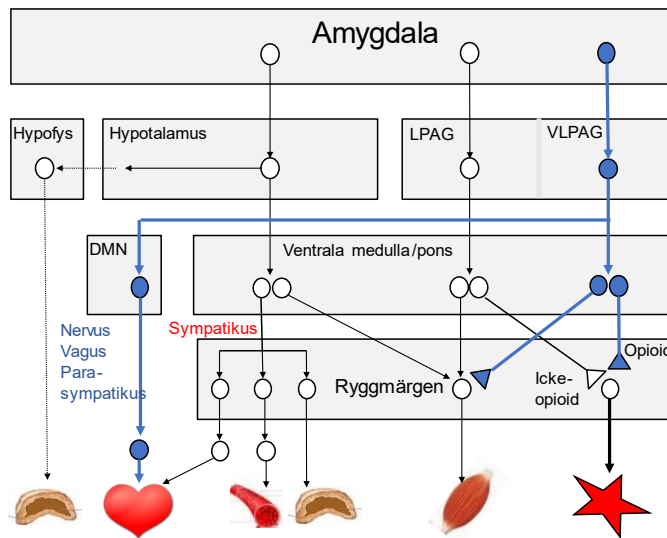 Amygdala
Hypofys
Hypotalamus
LPAG
VLPAG
DMN
Ventrala medulla/pons
Nervus
Vagus
Para-
sympatikus
Sympatikus
Ryggmärgen
Icke-
opioid
Opioid